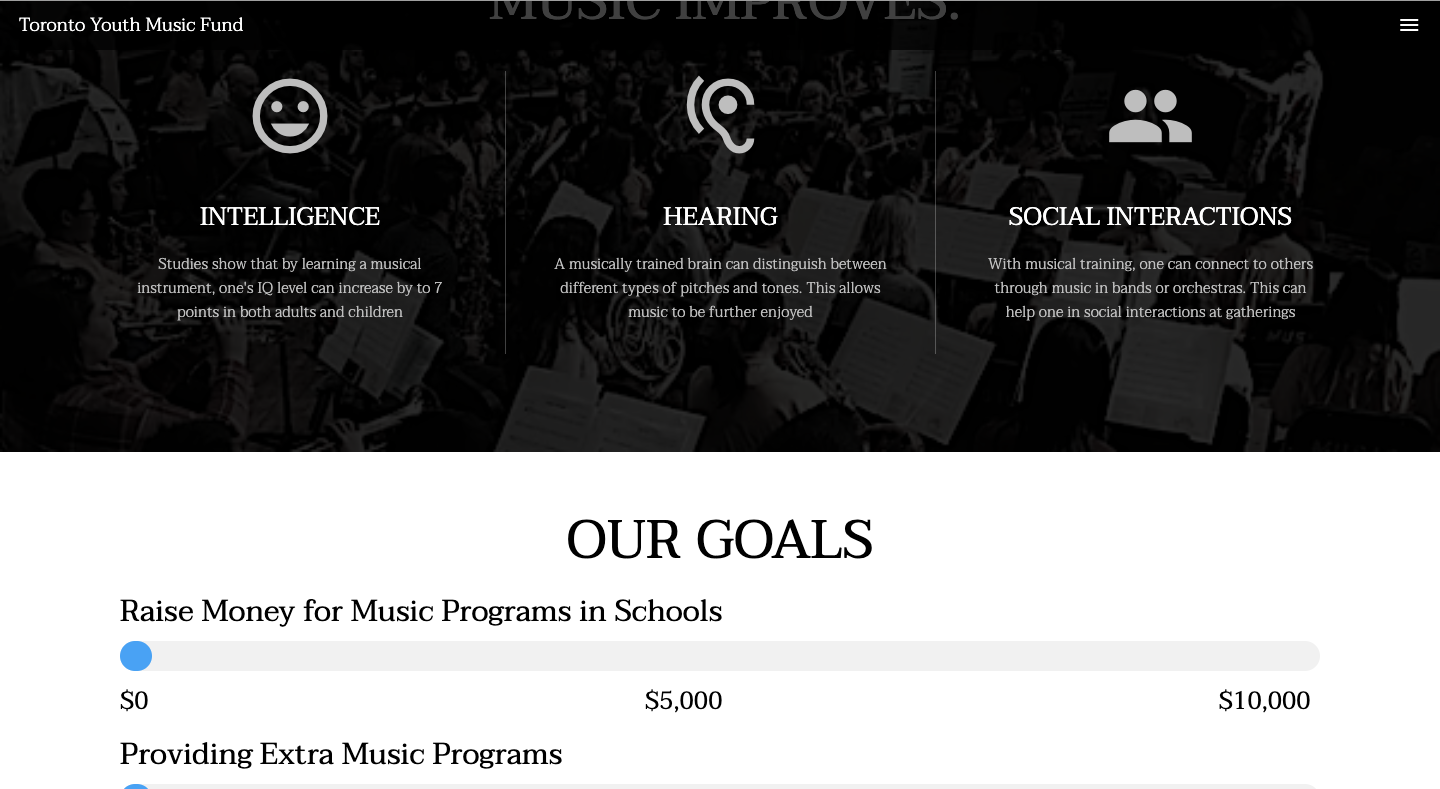 MUSIC IMPROVES.
Toronto Youth Music Fund
INTELLIGENCE
Studies show that by learning a musical
instrument, one's IQ level can increase by to 7
points in both adults and children
HEARING
A musically trained brain can distinguish between
different types of pitches and tones. This allows
music to be further enjoyed
SOCIAL INTERACTIONS
With musical training, one can connect to others
through music in bands or orchestras. This can
help one in social interactions at gatherings
OUR GOALS
Raise Money for Music Programs in Schools
$0
$5,000
$10,000
Providing Extra Music Programs